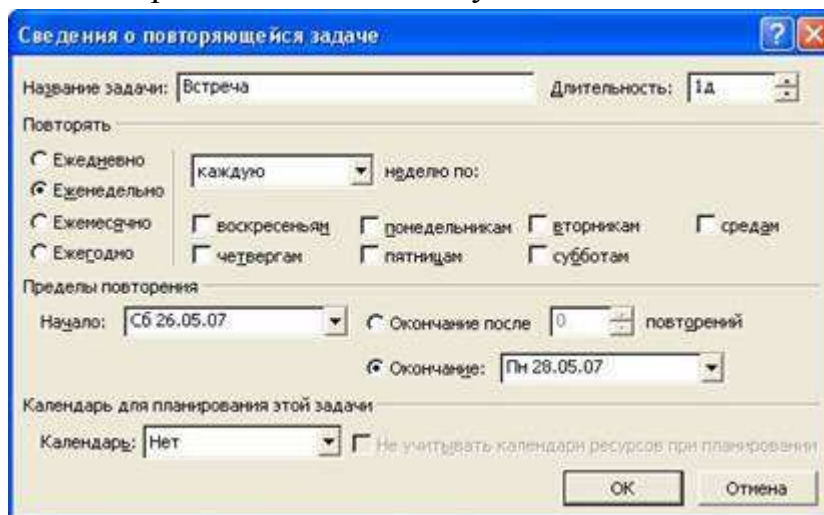 Сведения о повторяющейся задаче
Название задачи: Встреча Длительность: 1д
Повторять
Ежедневно
Еженедельно
Ежемесячно
Ежегодно
каждую неделю по:
воскресеньям понедельникам вторникам средам
четвергам пятницам субботам
Пределы повторения
Начало: Сб 26.05.07 Окончание после 0 повторений
Окончание: Пн 28.05.07
Календарь для планирования этой задачи
Календарь: Нет Не учитывать календари ресурсов при планировании
ОК Отмена